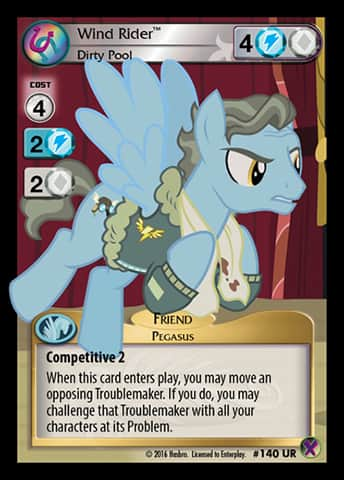 Wind Rider™
Dirty Pool
4
COST
4
2
2
FRIEND
PEGASUS
Competitive 2
When this card enters play, you may move an
opposing Troublemaker. If you do, you may
challenge that Troublemaker with all your
characters at its Problem.
© 2016 Hasbro. Licensed to Enterplay. #140 UR